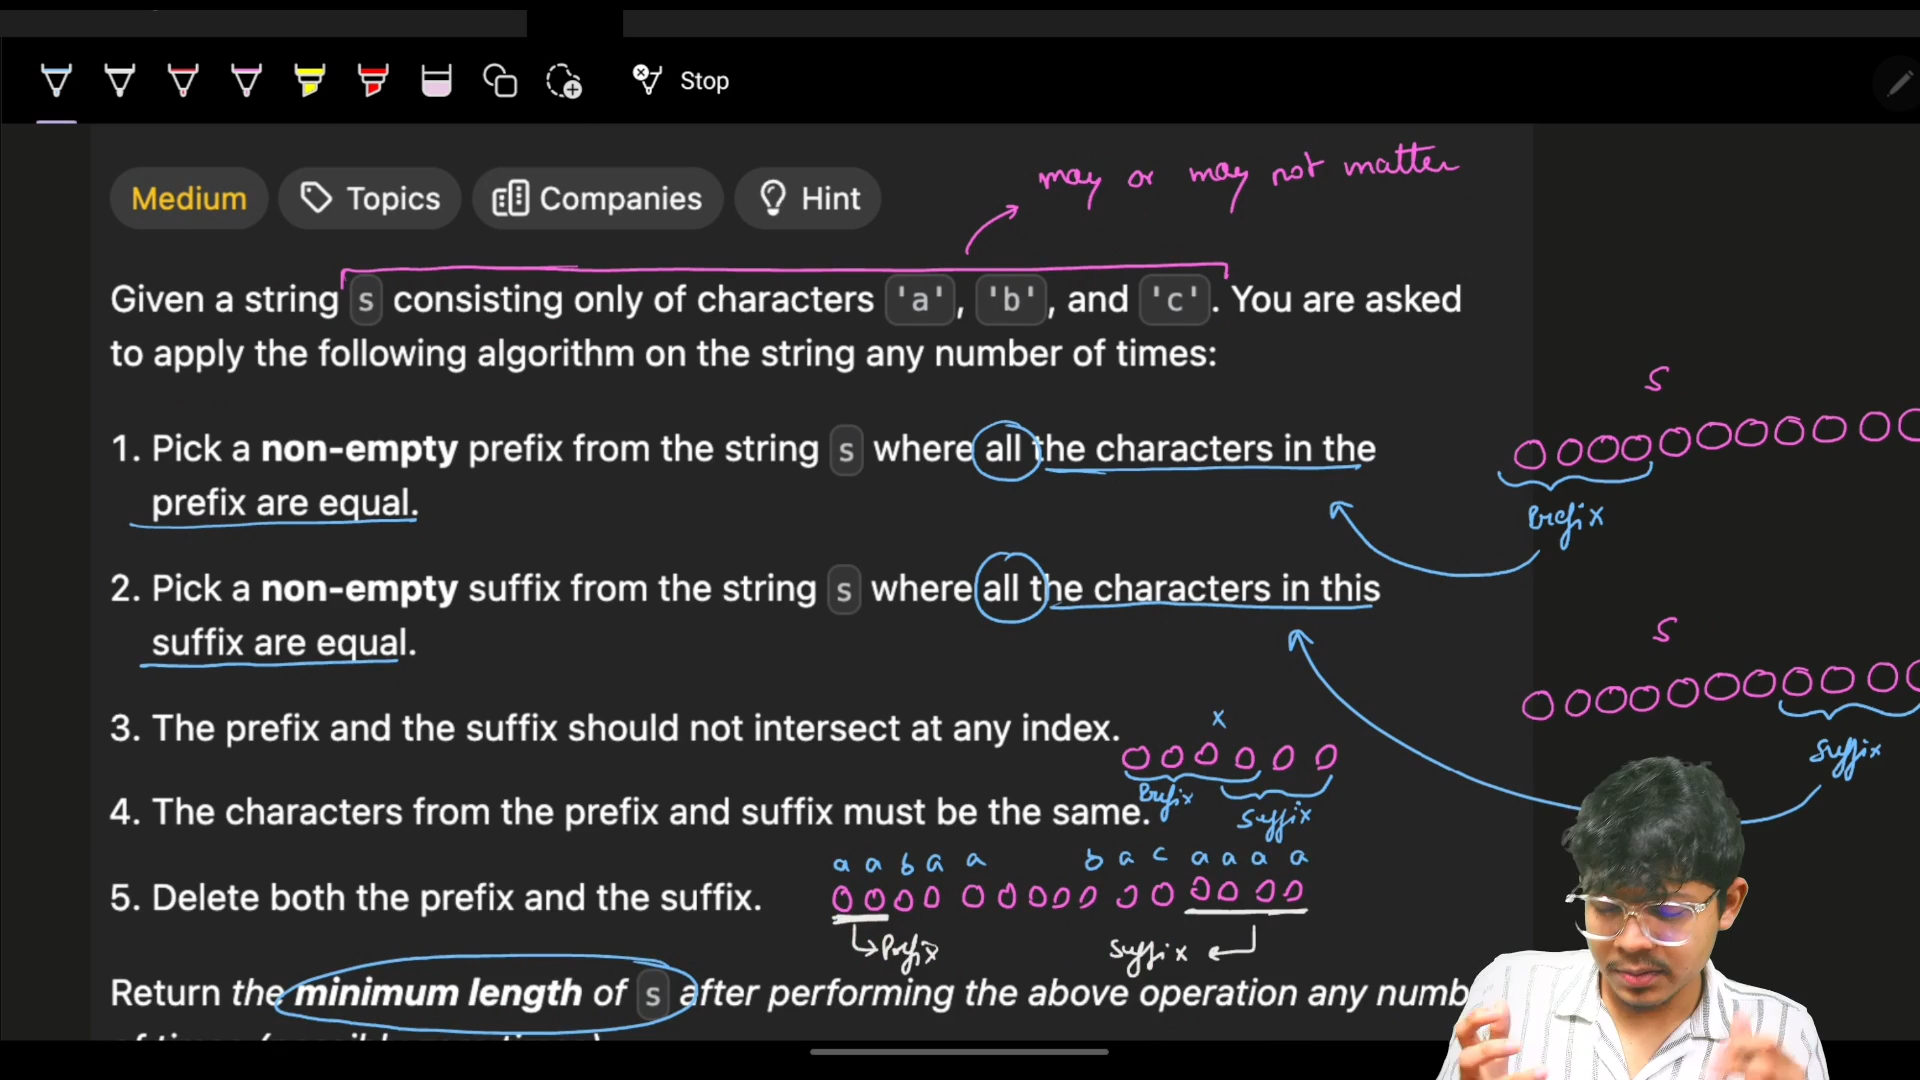 Stop
may or may not matter
Medium Topics Companies Hint
Given a string s consisting only of characters 'a', 'b', and 'c'. You are asked
to apply the following algorithm on the string any number of times:
S
1. Pick a non-empty prefix from the string s where all the characters in the
prefix are equal.
Prefix
2. Pick a non-empty suffix from the string s where all the characters in this
suffix are equal.
S
3. The prefix and the suffix should not intersect at any index.
x
Suffix
Prefix
Suffix
4. The characters from the prefix and suffix must be the same.
a a b a a b a c a a a a
5. Delete both the prefix and the suffix.
Prefix
Suffix
Return the minimum length of s after performing the above operation any numb